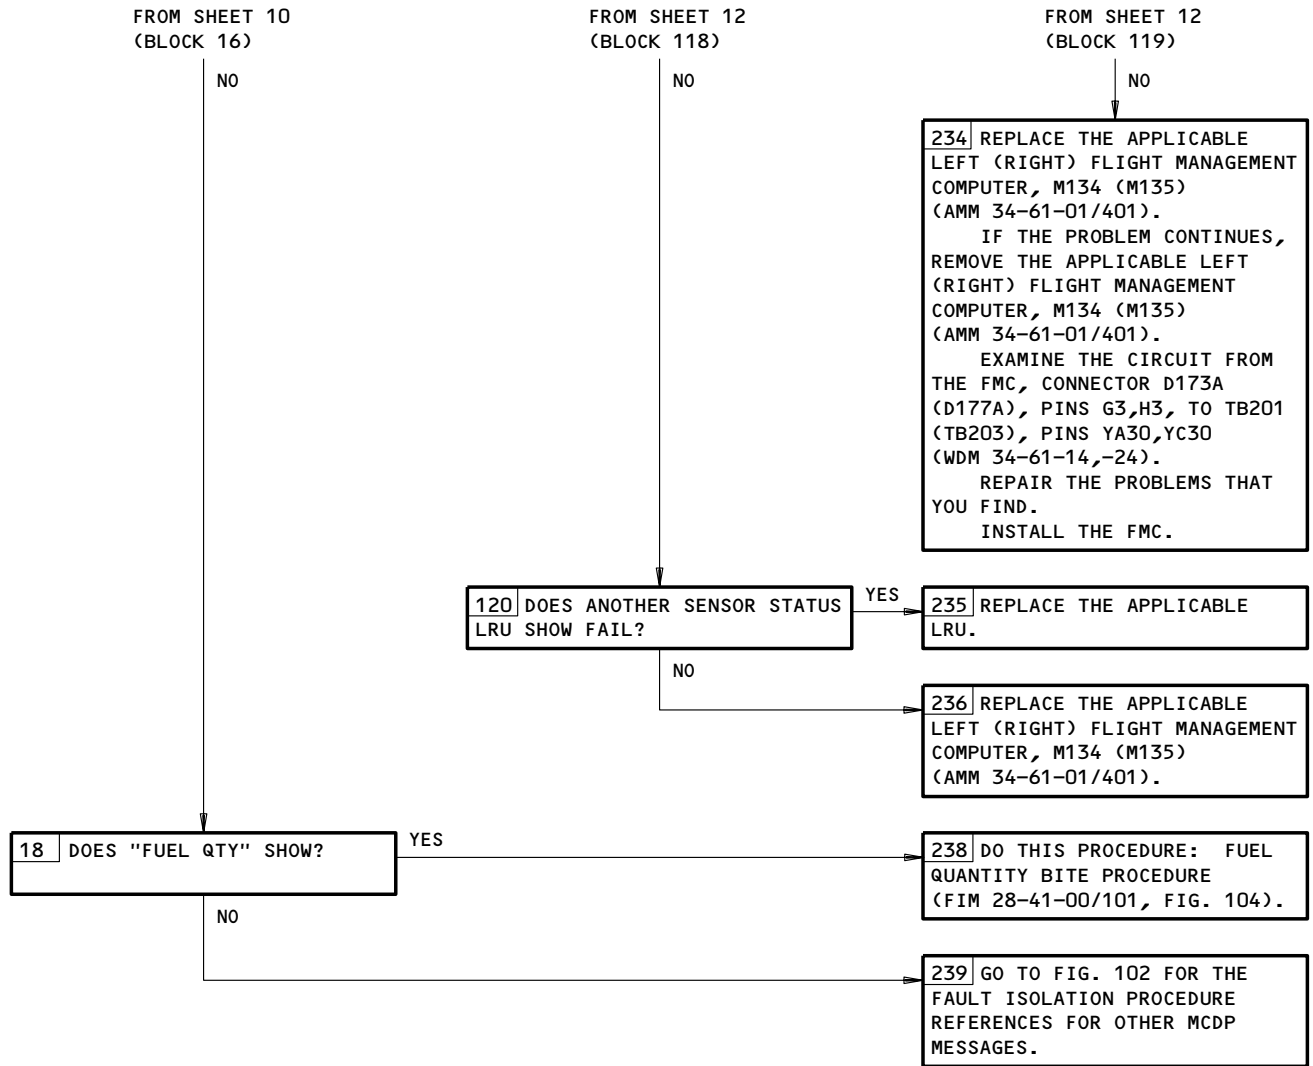 FROM SHEET 10
(BLOCK 16)
NO
FROM SHEET 12
(BLOCK 118)
NO
FROM SHEET 12
(BLOCK 119)
NO
234 REPLACE THE APPLICABLE
LEFT (RIGHT) FLIGHT MANAGEMENT
COMPUTER, M134 (M135)
(AMM 34-61-01/401).
IF THE PROBLEM CONTINUES,
REMOVE THE APPLICABLE LEFT
(RIGHT) FLIGHT MANAGEMENT
COMPUTER, M134 (M135)
(AMM 34-61-01/401).
EXAMINE THE CIRCUIT FROM
THE FMC, CONNECTOR D173A
(D177A), PINS G3,H3, TO TB201
(TB203), PINS YA30,YC30
(WDM 34-61-14,-24).
REPAIR THE PROBLEMS THAT
YOU FIND.
INSTALL THE FMC.
120 DOES ANOTHER SENSOR STATUS
LRU SHOW FAIL?
YES
235 REPLACE THE APPLICABLE
LRU.
NO
236 REPLACE THE APPLICABLE
LEFT (RIGHT) FLIGHT MANAGEMENT
COMPUTER, M134 (M135)
(AMM 34-61-01/401).
18 DOES "FUEL QTY" SHOW?
YES
238 DO THIS PROCEDURE: FUEL
QUANTITY BITE PROCEDURE
(FIM 28-41-00/101, FIG. 104).
NO
239 GO TO FIG. 102 FOR THE
FAULT ISOLATION PROCEDURE
REFERENCES FOR OTHER MCDP
MESSAGES.